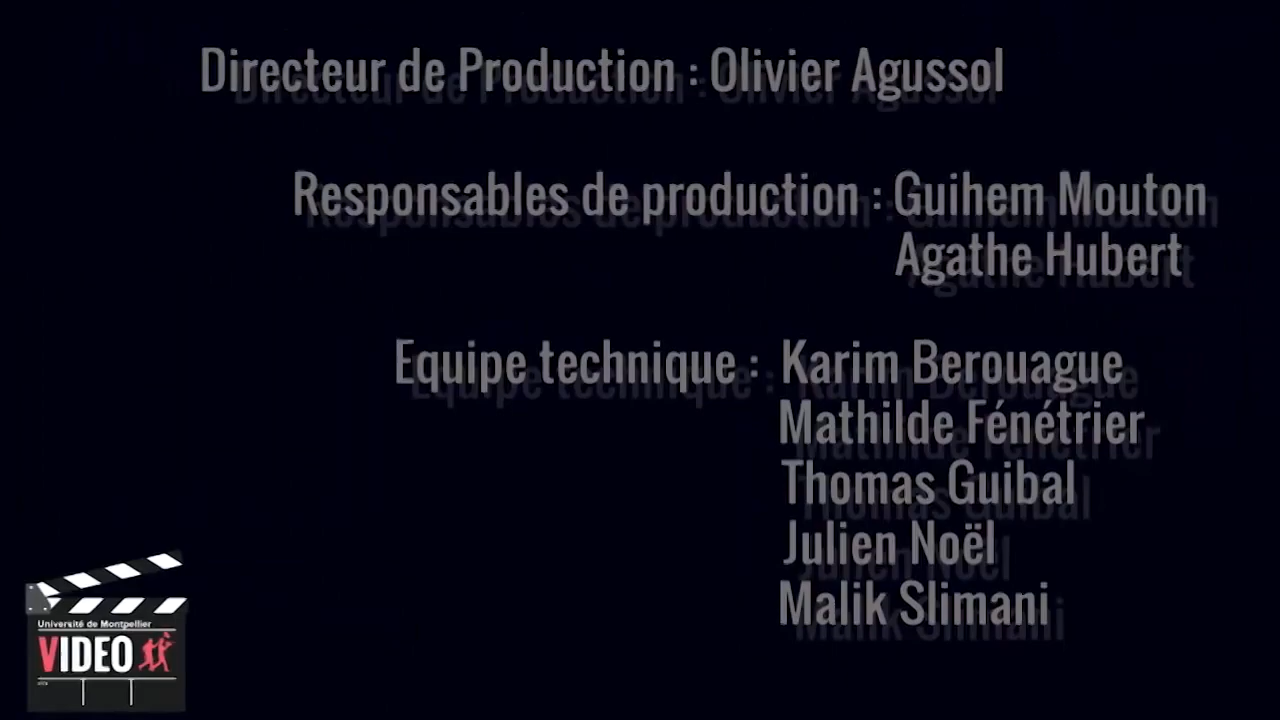 Directeur de Production : Olivier Agussol
Responsables de production : Guihem Mouton
Agathe Hubert
Equipe technique : Karim Berouague
Mathilde Fénétrier
Thomas Guibal
Julien Noël
Malik Slimani
Université de Montpellier
VIDEO